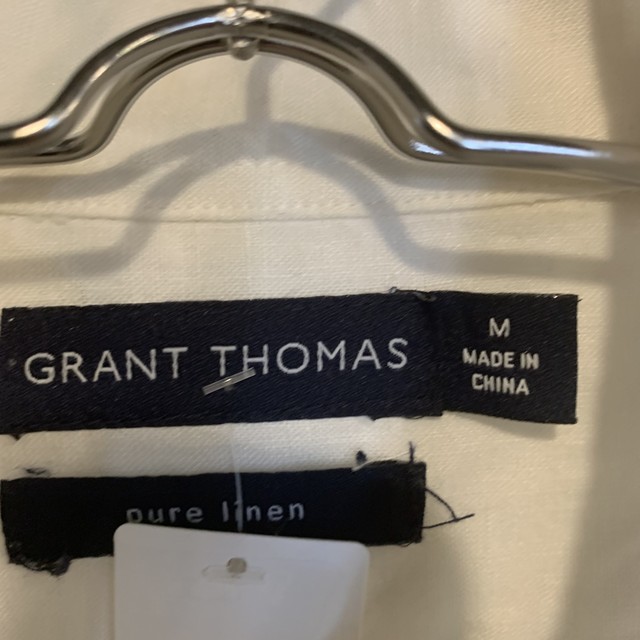 GRANT THOMAS
M
MADE IN
CHINA
pure linen